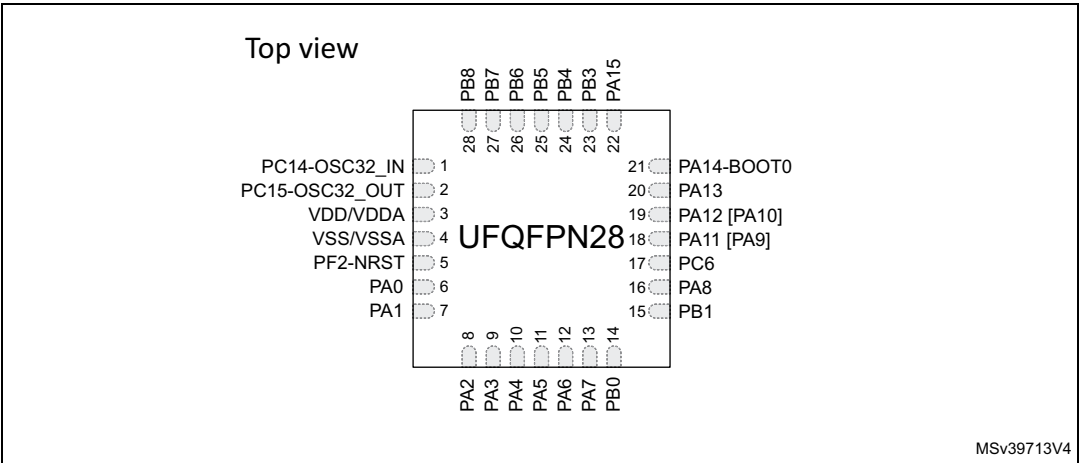 Top view
PB8
PB7
PB6
PB5
PB4
PB3
PA15
28
27
26
25
24
23
22
PC14-OSC32_IN 1
PC15-OSC32_OUT 2
VDD/VDDA 3
VSS/VSSA 4
PF2-NRST 5
PA0 6
PA1 7
UFQFPN28
21 PA14-BOOT0
20 PA13
19 PA12 [PA10]
18 PA11 [PA9]
17 PC6
16 PA8
15 PB1
8
9
10
11
12
13
14
PA2
PA3
PA4
PA5
PA6
PA7
PB0
MSv39713V4